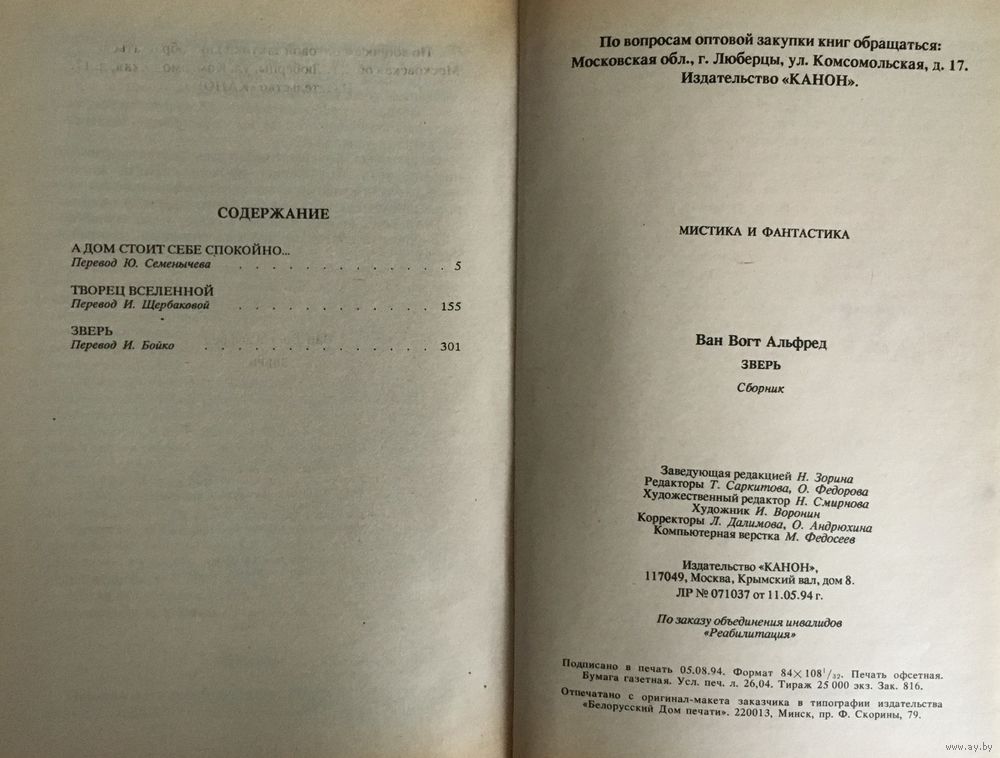 СОДЕРЖАНИЕ
А ДОМ СТОИТ СЕБЕ СПОКОЙНО...
Перевод Ю. Семенычева . . . . . . . . . . . . . 5
ТВОРЕЦ ВСЕЛЕННОЙ
Перевод И. Щербаковой . . . . . . . . . . . . . 155
ЗВЕРЬ
Перевод И. Бойко . . . . . . . . . . . . . . 301
По вопросам оптовой закупки книг обращаться:
Московская обл., г. Люберцы, ул. Комсомольская, д. 17.
Издательство «КАНОН».
МИСТИКА И ФАНТАСТИКА
Ван Вогт Альфред
ЗВЕРЬ
Сборник
Заведующая редакцией Н. Зорина
Редакторы Т. Саркитова, О. Федорова
Художественный редактор Н. Смирнова
Художник И. Воронин
Корректоры Л. Далимова, О. Андрюхина
Компьютерная верстка М. Федосеев
Издательство «КАНОН»,
117049, Москва, Крымский вал, дом 8.
ЛР № 071037 от 11.05.94 г.
По заказу объединения инвалидов
«Реабилитация»
Подписано в печать 05.08.94. Формат 84×108¹/₃₂. Печать офсетная.
Бумага газетная. Усл. печ. л. 26,04. Тираж 25 000 экз. Зак. 816.
Отпечатано с оригинал-макета заказчика в типографии издательства
«Белорусский Дом печати». 220013, Минск, пр. Ф. Скорины, 79.
www.ay.by